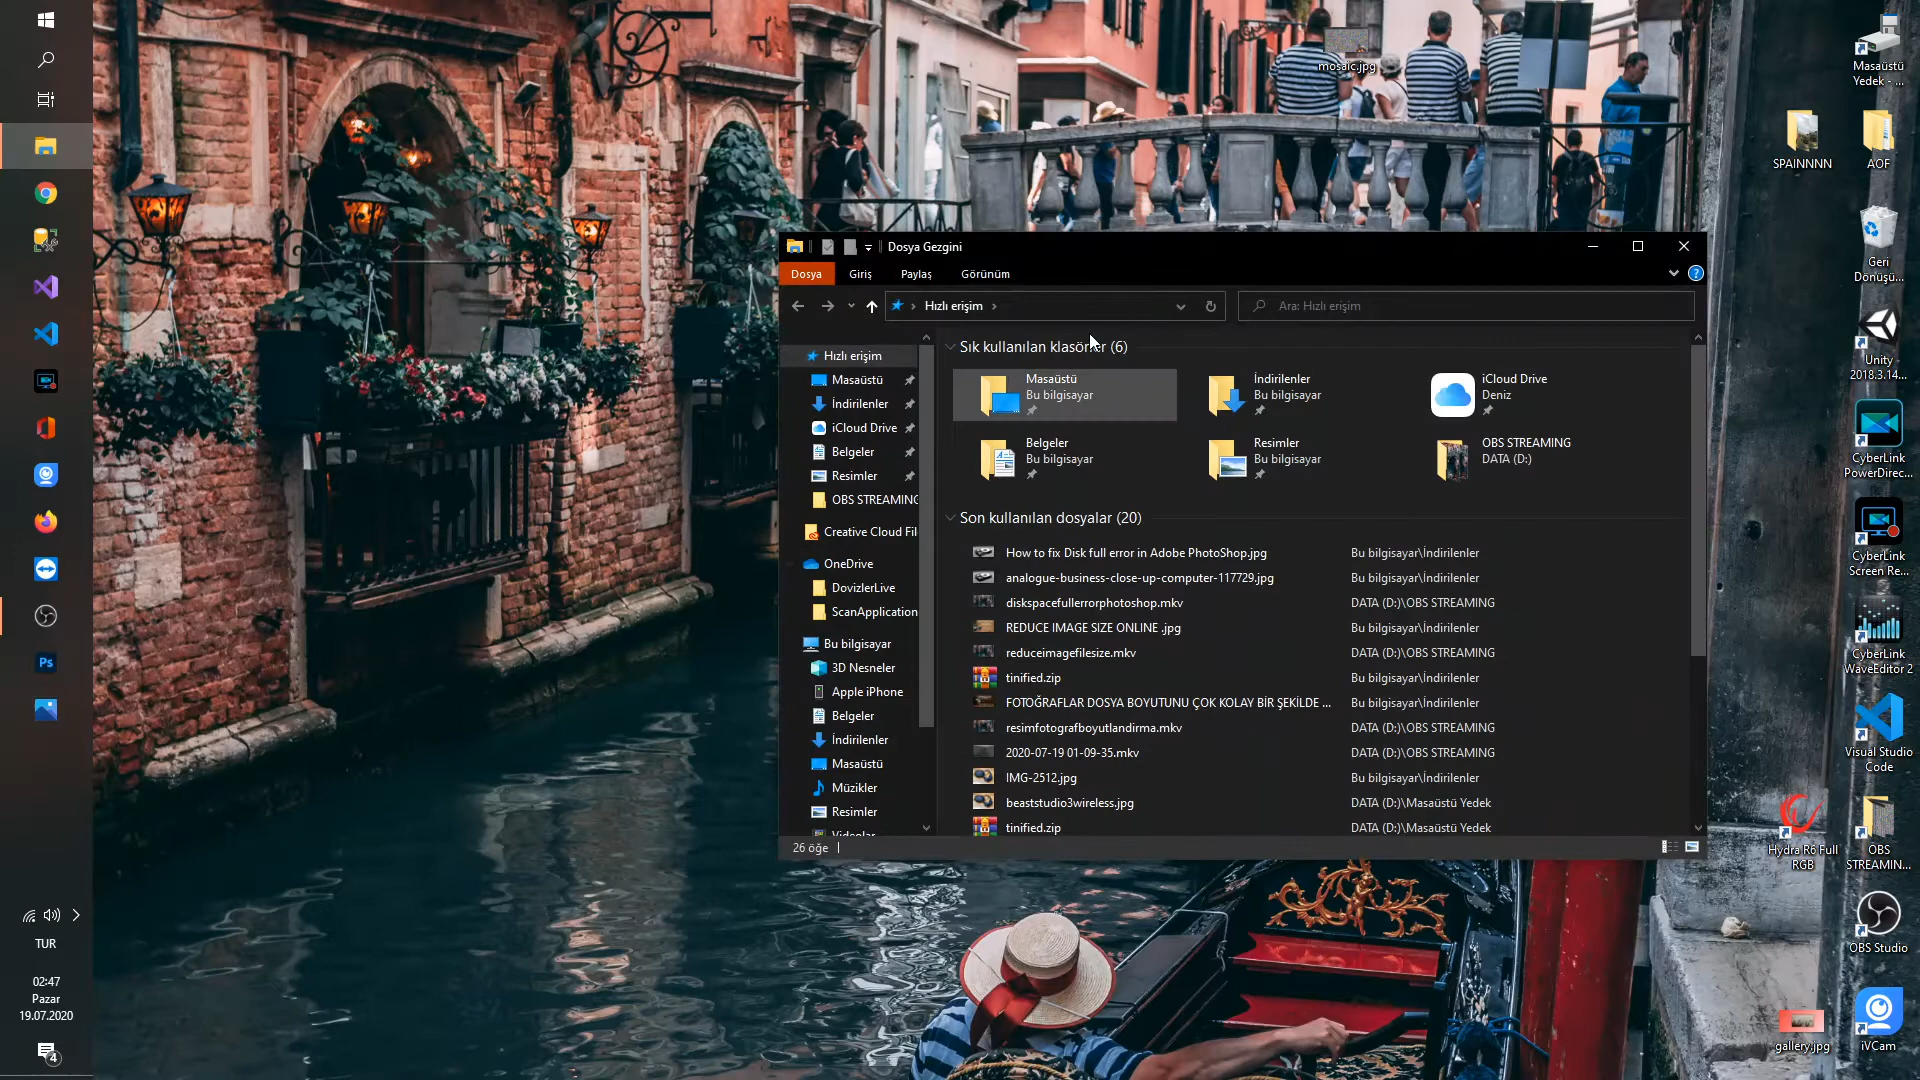 mosaic.jpg
Masaüstü
Yedek - ...
SPAINNNN
AOF
Geri
Dönüşü...
Unity
2018.3.14...
CyberLink
PowerDirec...
CyberLink
Screen Re...
CyberLink
WaveEditor 2
Visual Studio
Code
Hydra R6 Full
RGB
OBS
STREAMIN...
OBS Studio
gallery.jpg
iVCam
Dosya Gezgini
Dosya Giriş Paylaş Görünüm
Hızlı erişim
Ara: Hızlı erişim
Hızlı erişim
Masaüstü
İndirilenler
iCloud Drive
Belgeler
Resimler
OBS STREAMING
Creative Cloud Fil
OneDrive
DovizlerLive
ScanApplication
Bu bilgisayar
3D Nesneler
Apple iPhone
Belgeler
İndirilenler
Masaüstü
Müzikler
Resimler
Videolar
Sık kullanılan klasörler (6)
Masaüstü
Bu bilgisayar
İndirilenler
Bu bilgisayar
iCloud Drive
Deniz
Belgeler
Bu bilgisayar
Resimler
Bu bilgisayar
OBS STREAMING
DATA (D:)
Son kullanılan dosyalar (20)
How to fix Disk full error in Adobe PhotoShop.jpg Bu bilgisayar\İndirilenler
analogue-business-close-up-computer-117729.jpg Bu bilgisayar\İndirilenler
diskspacefullerrorphotoshop.mkv DATA (D:)\OBS STREAMING
REDUCE IMAGE SIZE ONLINE .jpg Bu bilgisayar\İndirilenler
reduceimagefilesize.mkv DATA (D:)\OBS STREAMING
tinified.zip Bu bilgisayar\İndirilenler
FOTOĞRAFLAR DOSYA BOYUTUNU ÇOK KOLAY BİR ŞEKİLDE ... Bu bilgisayar\İndirilenler
resimfotografboyutlandirma.mkv DATA (D:)\OBS STREAMING
2020-07-19 01-09-35.mkv DATA (D:)\OBS STREAMING
IMG-2512.jpg Bu bilgisayar\İndirilenler
beaststudio3wireless.jpg DATA (D:)\Masaüstü Yedek
tinified.zip DATA (D:)\Masaüstü Yedek
26 öğe
Ps
TUR
02:47
Pazar
19.07.2020
4